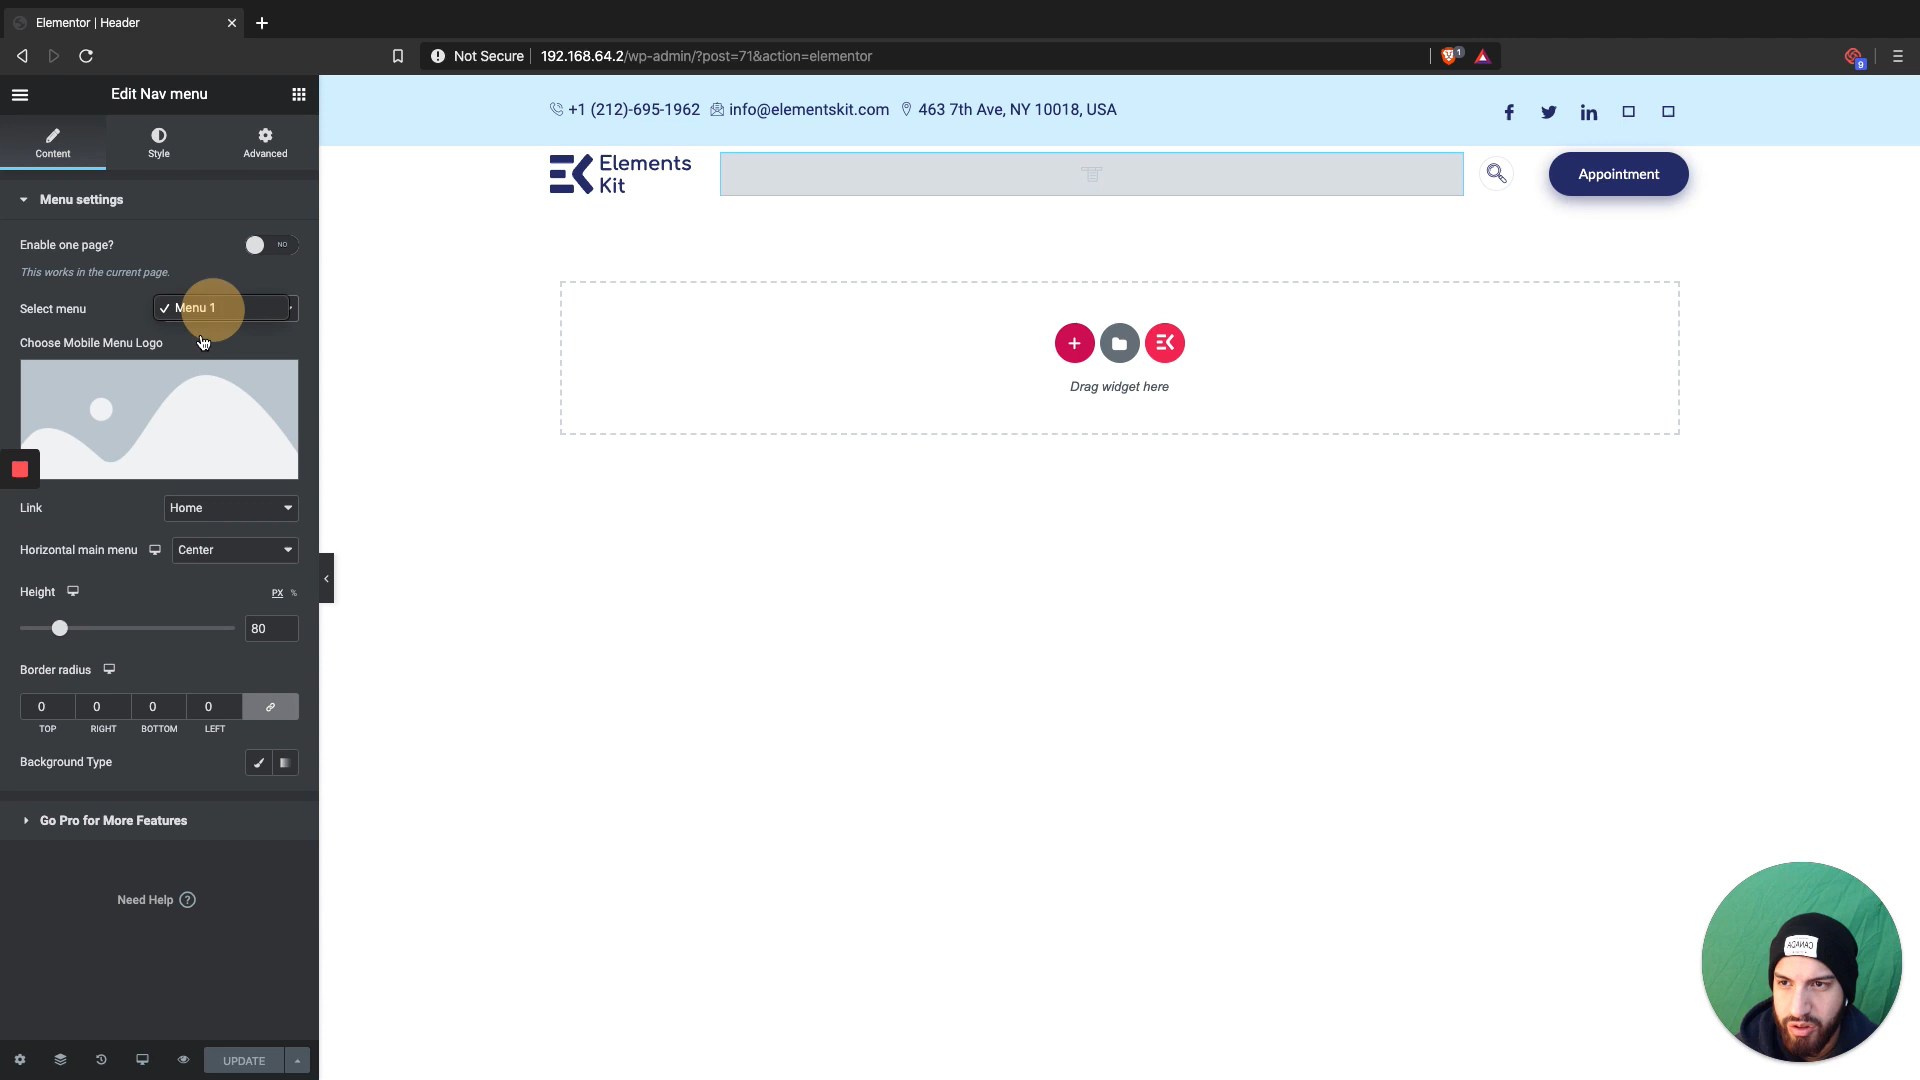 Elementor | Header
Not Secure 192.168.64.2/wp-admin/?post=71&action=elementor
1
9
Edit Nav menu
Content
Style
Advanced
Menu settings
Enable one page?
NO
This works in the current page.
Select menu
✓ Menu 1
Choose Mobile Menu Logo
Link
Home
Horizontal main menu
Center
Height
PX %
80
Border radius
0 0 0 0
TOP RIGHT BOTTOM LEFT
Background Type
Go Pro for More Features
Need Help ?
UPDATE
+1 (212)-695-1962 info@elementskit.com 463 7th Ave, NY 10018, USA
Elements
Kit
Appointment
Drag widget here
CANADA